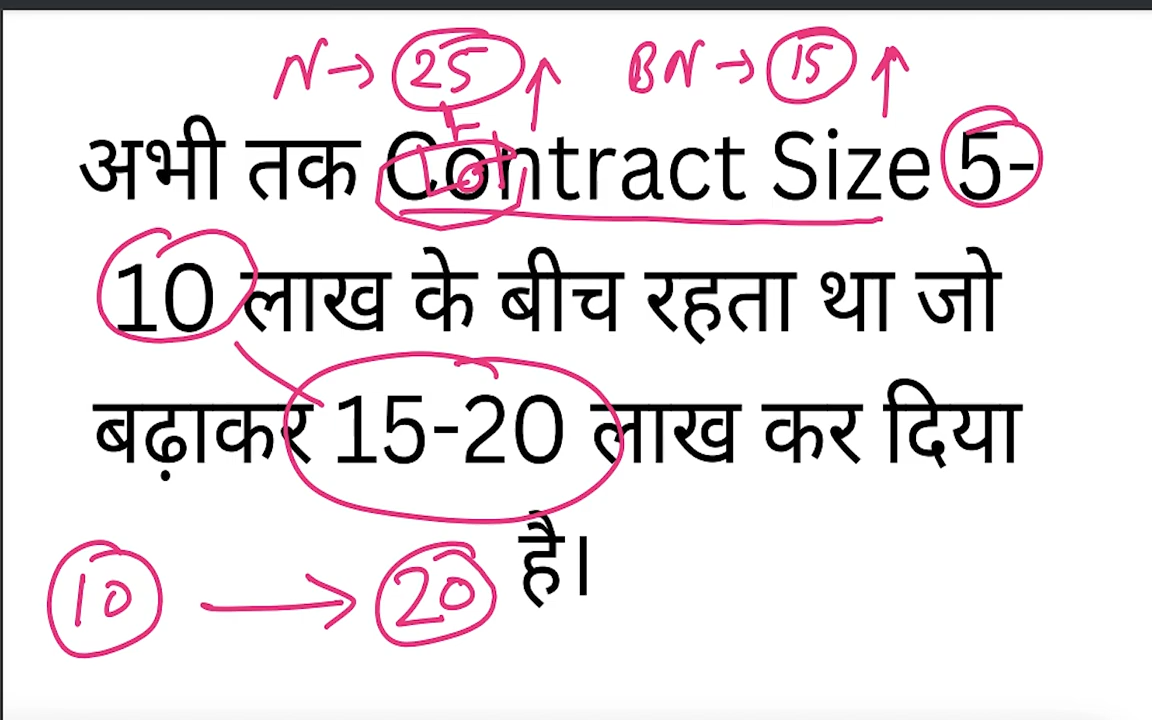 N → 25 ↑ BN → 15 ↑
अभी तक Contract Size 5-
10 लाख के बीच रहता था जो
बढ़ाकर 15-20 लाख कर दिया
है।
10 → 20